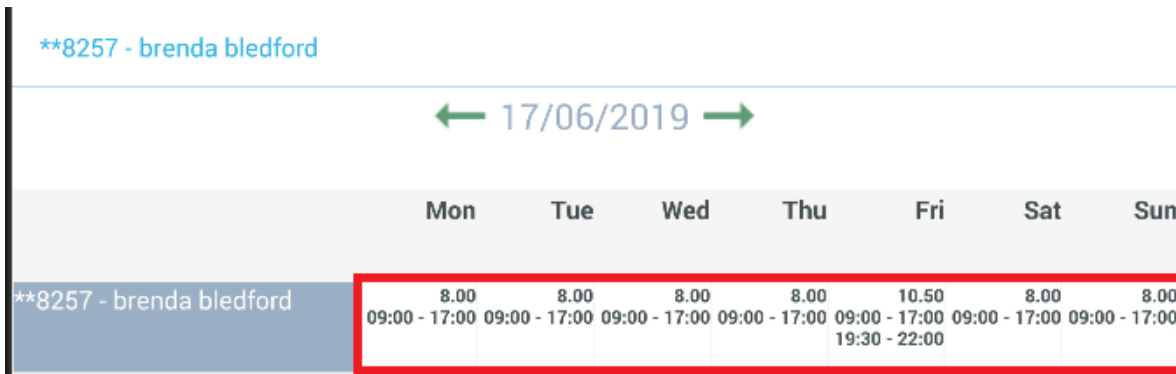 **8257 - brenda bledford
17/06/2019
Mon Tue Wed Thu Fri Sat Sun
**8257 - brenda bledford 8.00 8.00 8.00 8.00 10.50 8.00 8.00
09:00 - 17:00 09:00 - 17:00 09:00 - 17:00 09:00 - 17:00 09:00 - 17:00 09:00 - 17:00 09:00 - 17:00
19:30 - 22:00